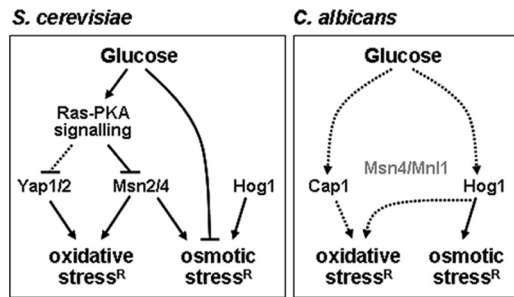 S. cerevisiae
Glucose
Ras-PKA
signalling
Yap1/2
Msn2/4
Hog1
oxidative
stressᴿ
osmotic
stressᴿ
C. albicans
Glucose
Msn4/Mnl1
Cap1
Hog1
oxidative
stressᴿ
osmotic
stressᴿ